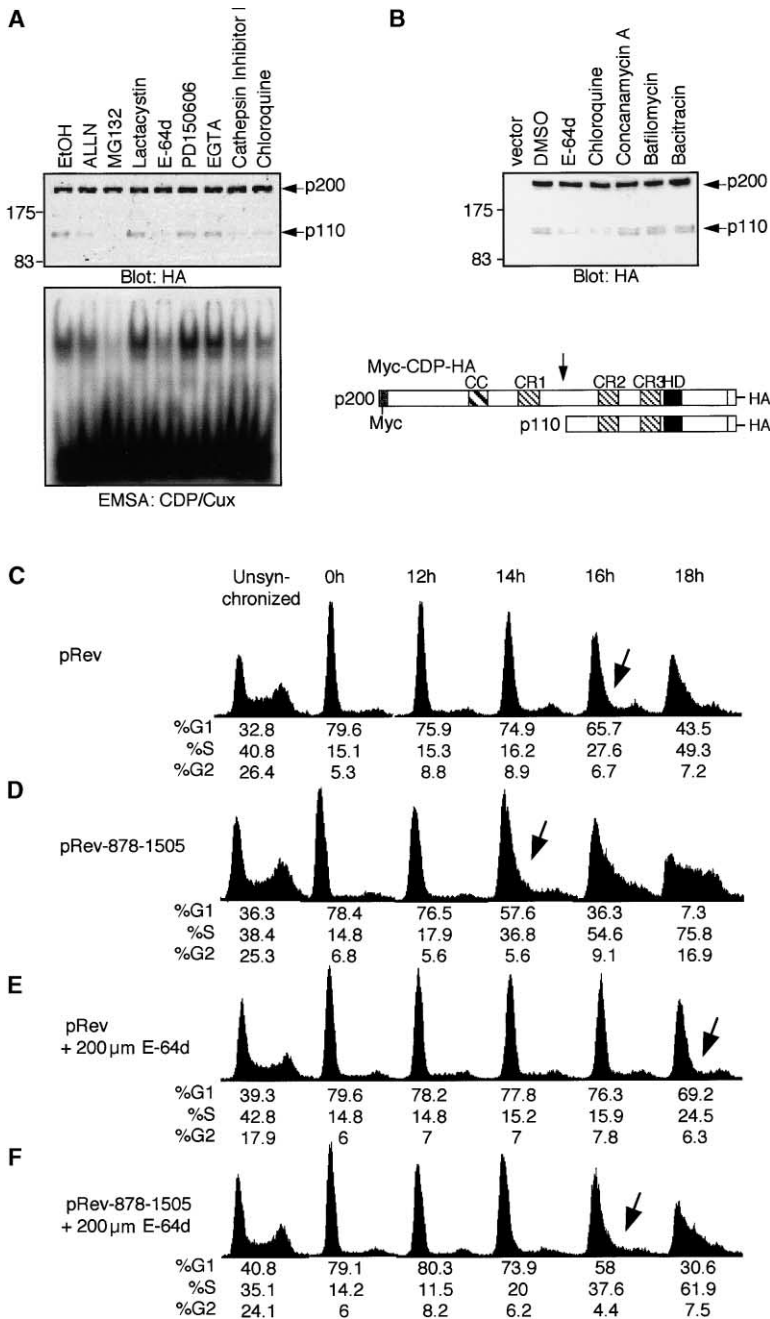 A
EtOH
ALLN
MG132
Lactacystin
E-64d
PD150606
EGTA
Cathepsin Inhibitor I
Chloroquine
p200
175
p110
83
Blot: HA
EMSA: CDP/Cux
B
vector
DMSO
E-64d
Chloroquine
Concanamycin A
Bafilomycin
Bacitracin
p200
175
p110
83
Blot: HA
Myc-CDP-HA
CC CR1 CR2 CR3 HD
p200 HA
Myc
p110 HA
C
Unsyn-
chronized 0h 12h 14h 16h 18h
pRev
%G1 32.8 79.6 75.9 74.9 65.7 43.5
%S 40.8 15.1 15.3 16.2 27.6 49.3
%G2 26.4 5.3 8.8 8.9 6.7 7.2
D
pRev-878-1505
%G1 36.3 78.4 76.5 57.6 36.3 7.3
%S 38.4 14.8 17.9 36.8 54.6 75.8
%G2 25.3 6.8 5.6 5.6 9.1 16.9
E
pRev
+ 200 µm E-64d
%G1 39.3 79.6 78.2 77.8 76.3 69.2
%S 42.8 14.8 14.8 15.2 15.9 24.5
%G2 17.9 6 7 7 7.8 6.3
F
pRev-878-1505
+ 200 µm E-64d
%G1 40.8 79.1 80.3 73.9 58 30.6
%S 35.1 14.2 11.5 20 37.6 61.9
%G2 24.1 6 8.2 6.2 4.4 7.5